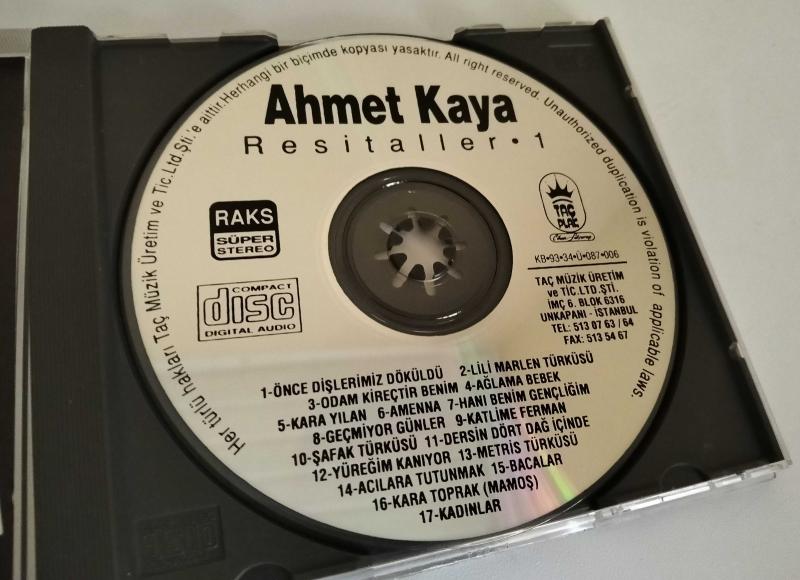 Her türlü hakları Taç Müzik Üretim ve Tic.Ltd.Şti.'e aittir.Herhangi bir biçimde kopyası yasaktır. All right reserved. Unauthorized duplication is violation of applicable laws.
Ahmet Kaya
Resitaller•1
RAKS
SÜPER
STEREO
TAÇ
PLAK
KB•93•34•Ü•087•006
COMPACT
disc
DIGITAL AUDIO
TAÇ MÜZİK ÜRETİM
ve TİC.LTD.ŞTİ.
İMÇ 6. BLOK 6316
UNKAPANI - İSTANBUL
TEL: 513 07 63 / 64
FAX: 513 54 67
1-ÖNCE DİŞLERİMİZ DÖKÜLDÜ 2-LİLİ MARLEN TÜRKÜSÜ
3-ODAM KİREÇTİR BENİM 4-AĞLAMA BEBEK
5-KARA YILAN 6-AMENNA 7-HANI BENİM GENÇLİĞİM
8-GEÇMİYOR GÜNLER 9-KATLİME FERMAN
10-ŞAFAK TÜRKÜSÜ 11-DERSİN DÖRT DAĞ İÇİNDE
12-YÜREĞİM KANIYOR 13-METRİS TÜRKÜSÜ
14-ACILARA TUTUNMAK 15-BACALAR
16-KARA TOPRAK (MAMOŞ)
17-KADINLAR